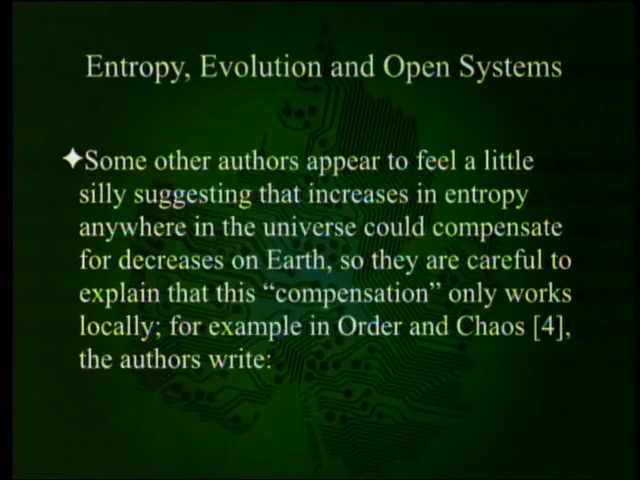 Entropy, Evolution and Open Systems
Some other authors appear to feel a little
silly suggesting that increases in entropy
anywhere in the universe could compensate
for decreases on Earth, so they are careful to
explain that this “compensation” only works
locally; for example in Order and Chaos [4],
the authors write: